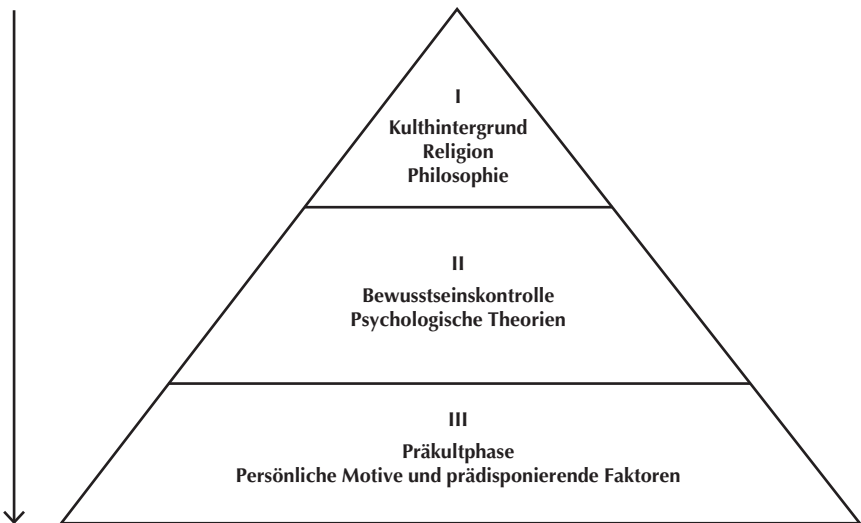 I
Kulthintergrund
Religion
Philosophie
II
Bewusstseinskontrolle
Psychologische Theorien
III
Präkultphase
Persönliche Motive und prädisponierende Faktoren